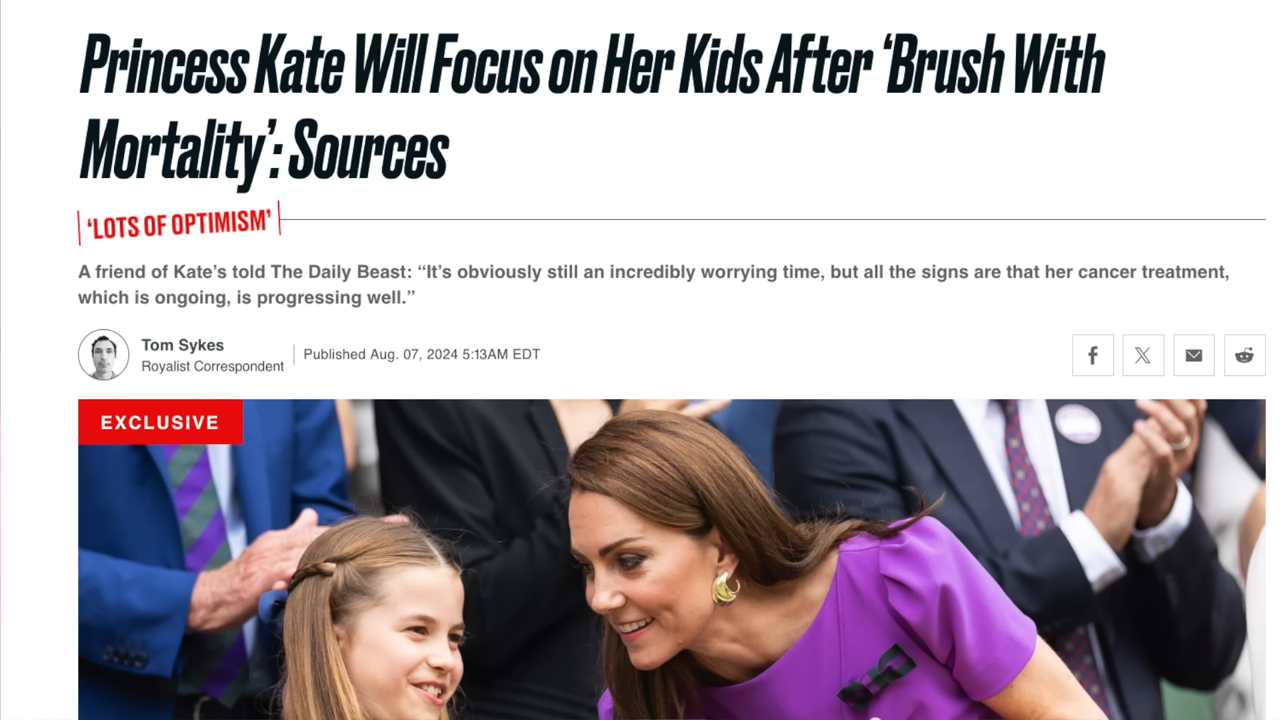 Princess Kate Will Focus on Her Kids After ‘Brush With
Mortality’: Sources
‘LOTS OF OPTIMISM’
A friend of Kate’s told The Daily Beast: “It’s obviously still an incredibly worrying time, but all the signs are that her cancer treatment,
which is ongoing, is progressing well.”
Tom Sykes
Royalist Correspondent
Published Aug. 07, 2024 5:13AM EDT
EXCLUSIVE